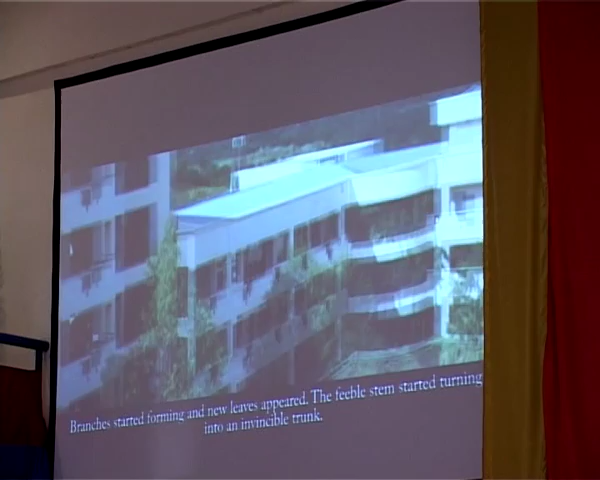 Branches started forming and new leaves appeared. The feeble stem started turning
into an invincible trunk.